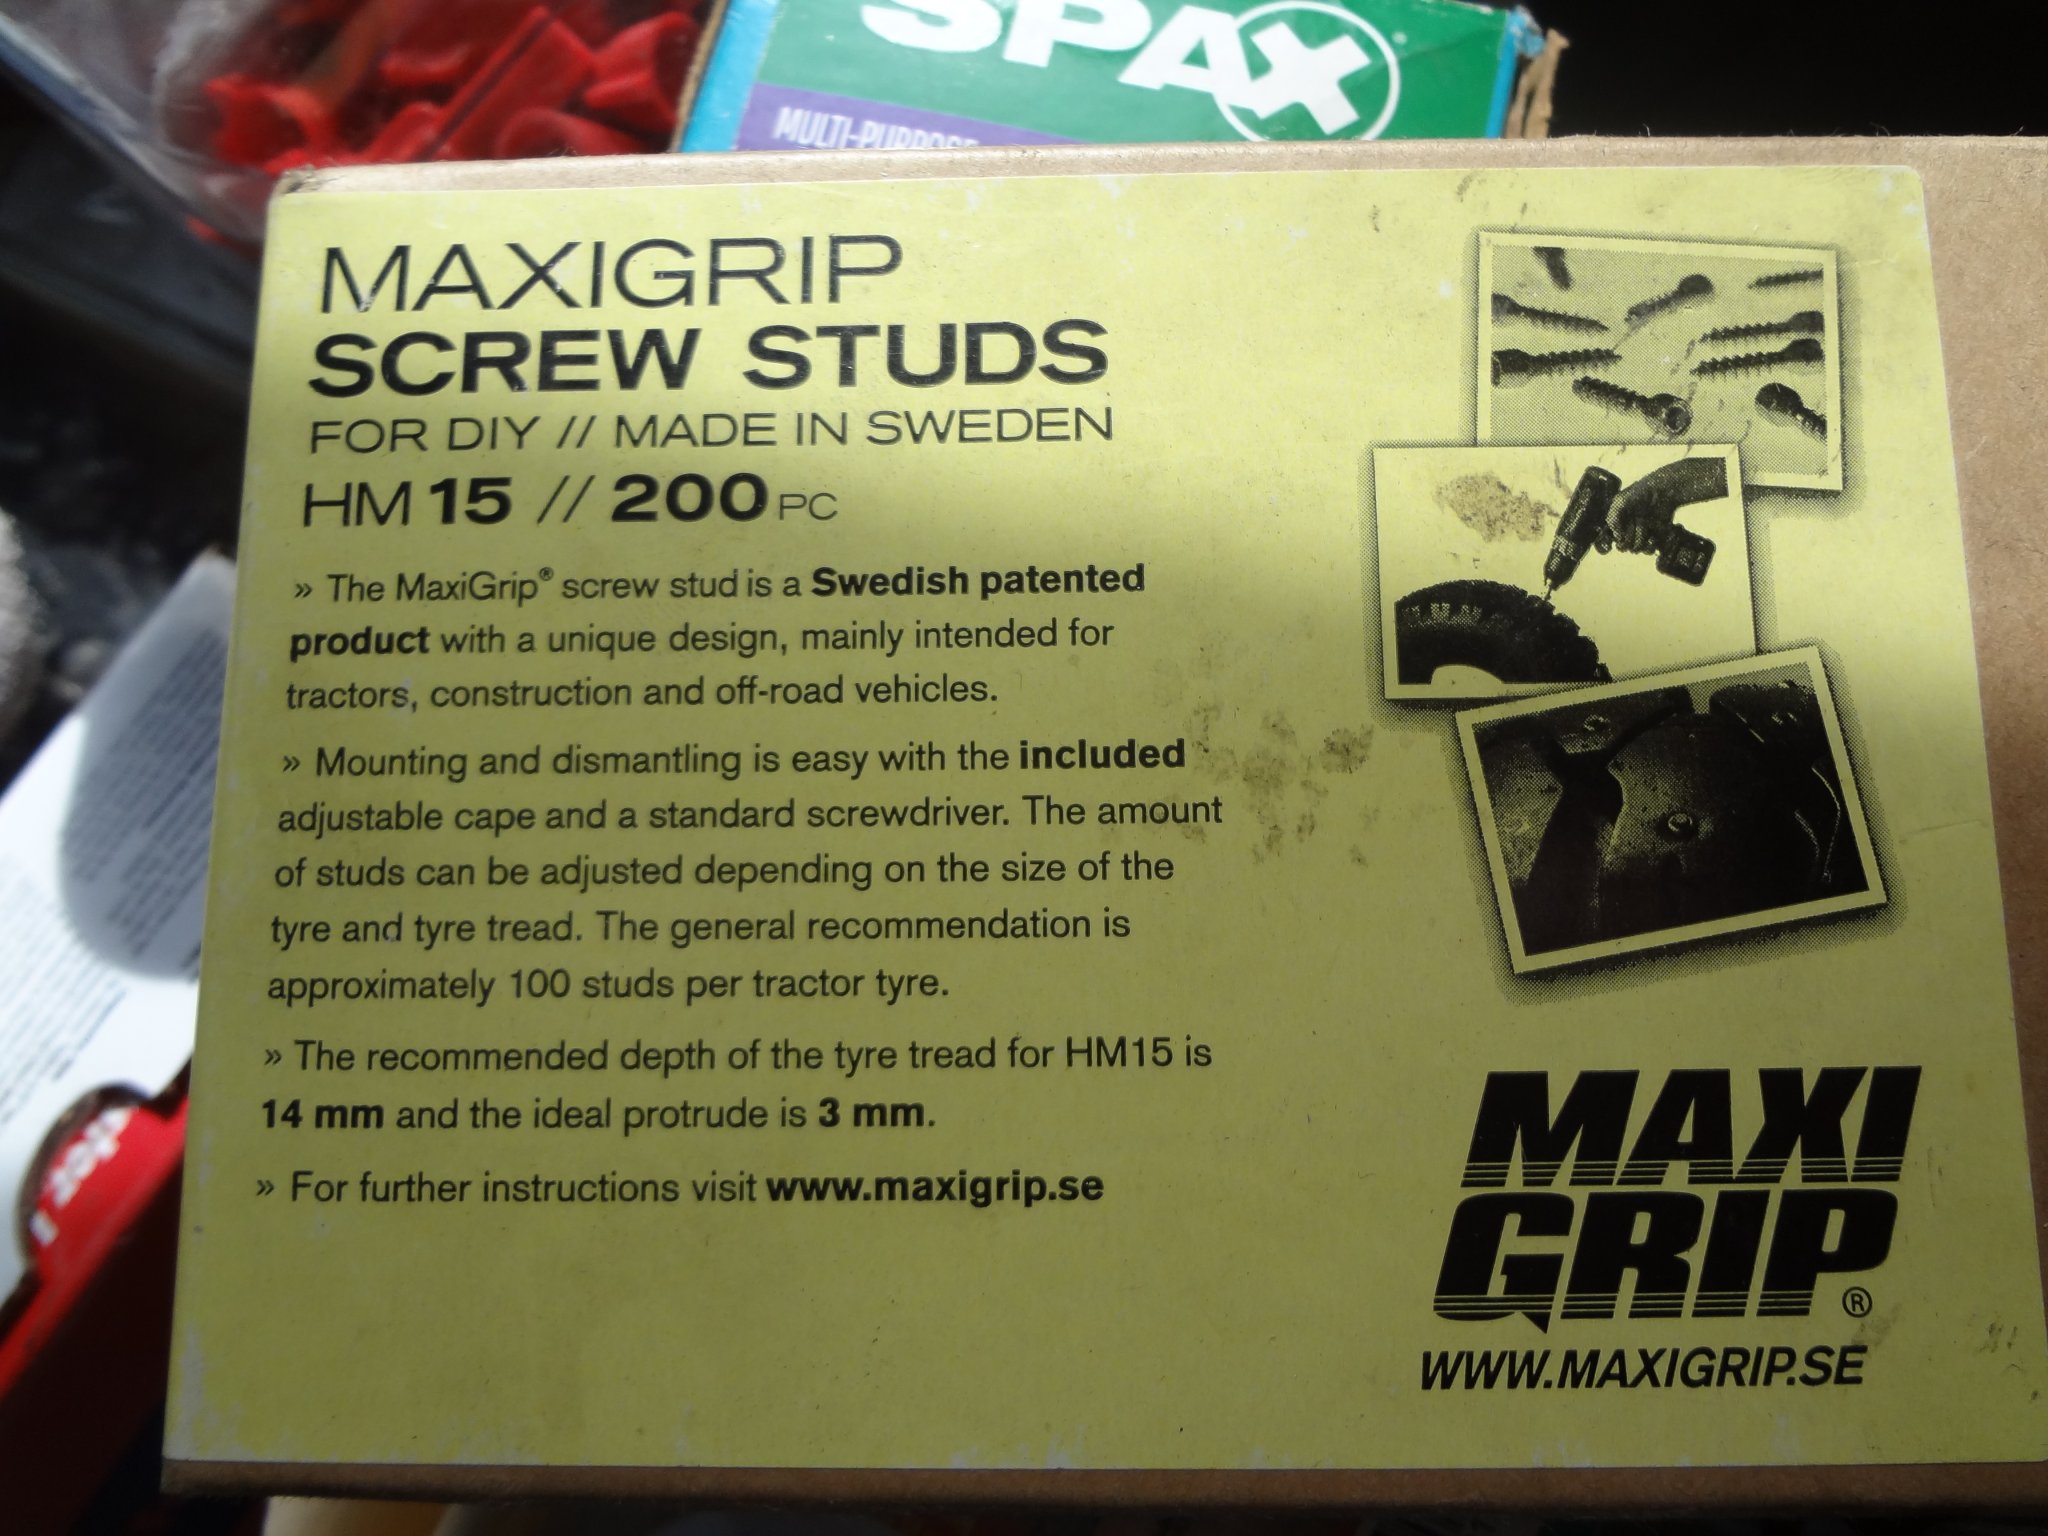 SPAX
MULTI-PURPOSE
MAXIGRIP
SCREW STUDS
FOR DIY // MADE IN SWEDEN
HM 15 // 200 PC
» The MaxiGrip® screw stud is a Swedish patented
product with a unique design, mainly intended for
tractors, construction and off-road vehicles.
» Mounting and dismantling is easy with the included
adjustable cape and a standard screwdriver. The amount
of studs can be adjusted depending on the size of the
tyre and tyre tread. The general recommendation is
approximately 100 studs per tractor tyre.
» The recommended depth of the tyre tread for HM15 is
14 mm and the ideal protrude is 3 mm.
» For further instructions visit www.maxigrip.se
MAXI
GRIP®
WWW.MAXIGRIP.SE